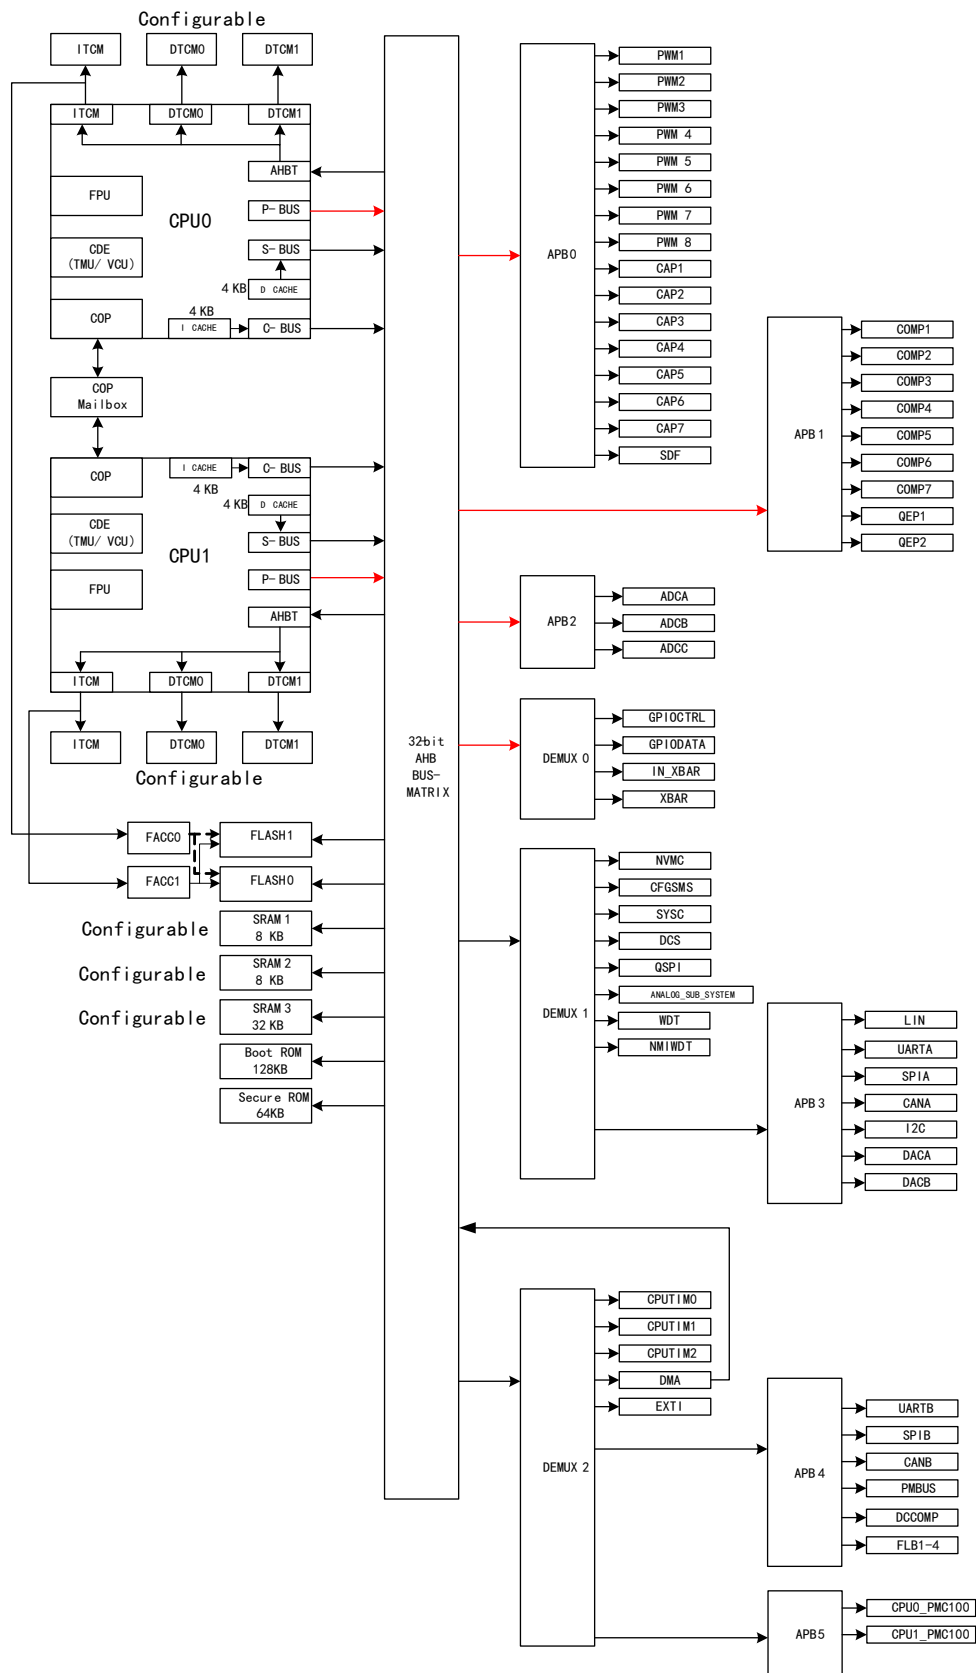 Configurable
ITCM
DTCM0
DTCM1
ITCM
DTCM0
DTCM1
AHBT
FPU
P-BUS
CPU0
S-BUS
CDE
(TMU/VCU)
4 KB
D CACHE
4 KB
COP
I CACHE
C-BUS
COP
Mailbox
COP
I CACHE
C-BUS
4 KB
4 KB
D CACHE
CDE
(TMU/VCU)
S-BUS
CPU1
P-BUS
FPU
AHBT
ITCM
DTCM0
DTCM1
ITCM
DTCM0
DTCM1
Configurable
FACC0
FLASH1
FACC1
FLASH0
Configurable
SRAM 1
8 KB
Configurable
SRAM 2
8 KB
Configurable
SRAM 3
32 KB
Boot ROM
128KB
Secure ROM
64KB
32-bit
AHB
BUS-
MATRIX
APB0
PWM1
PWM2
PWM3
PWM 4
PWM 5
PWM 6
PWM 7
PWM 8
CAP1
CAP2
CAP3
CAP4
CAP5
CAP6
CAP7
SDF
APB1
COMP1
COMP2
COMP3
COMP4
COMP5
COMP6
COMP7
QEP1
QEP2
APB2
ADCA
ADCB
ADCC
DEMUX 0
GPIOCTRL
GPIODATA
IN_XBAR
XBAR
DEMUX 1
NVMC
CFGSMS
SYSC
DCS
QSPI
ANALOG_SUB_SYSTEM
WDT
NMIWDT
APB3
LIN
UARTA
SPIA
CANA
I2C
DACA
DACB
DEMUX 2
CPUTIM0
CPUTIM1
CPUTIM2
DMA
EXTI
APB4
UARTB
SPIB
CANB
PMBUS
DCCOMP
FLB1-4
APB5
CPU0_PMC100
CPU1_PMC100